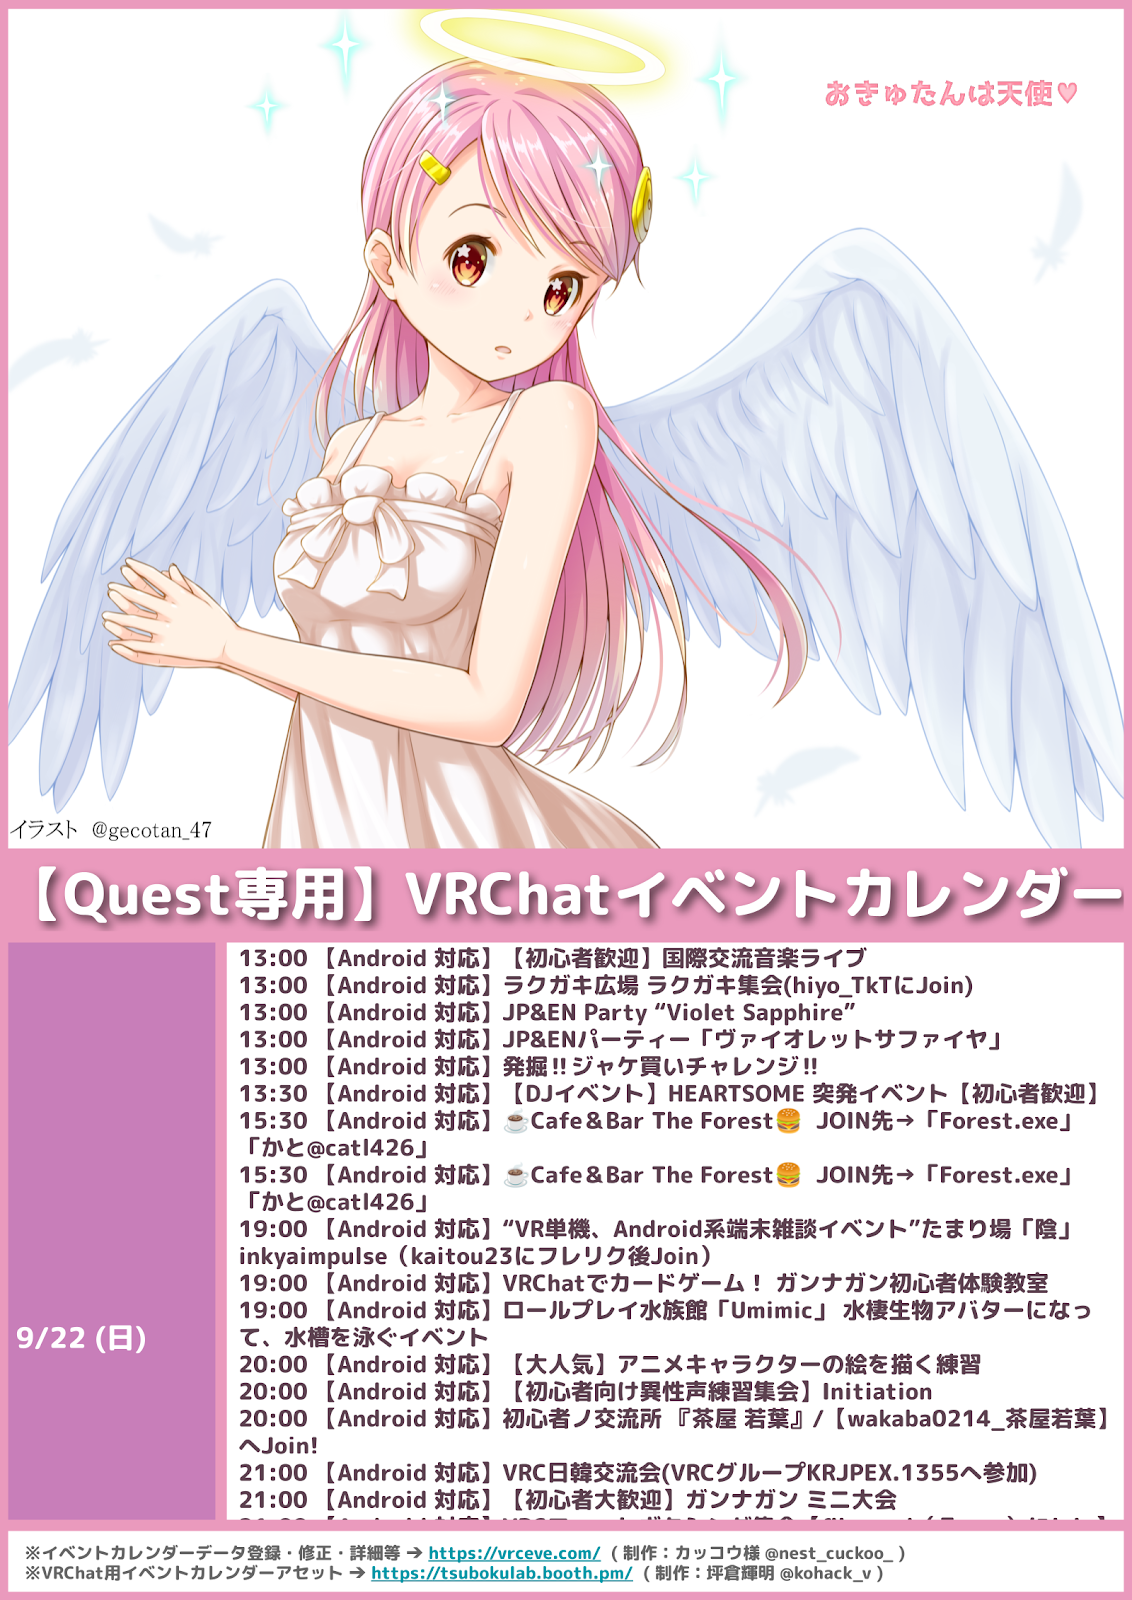 おきゅたんは天使♥
イラスト @gecotan_47
【Quest専用】VRChatイベントカレンダー
9/22 (日)
13:00 【Android 対応】【初心者歓迎】国際交流音楽ライブ
13:00 【Android 対応】ラクガキ広場 ラクガキ集会(hiyo_TkTにJoin)
13:00 【Android 対応】JP&EN Party “Violet Sapphire”
13:00 【Android 対応】JP&ENパーティー「ヴァイオレットサファイヤ」
13:00 【Android 対応】発掘!!ジャケ買いチャレンジ!!
13:30 【Android 対応】【DJイベント】HEARTSOME 突発イベント【初心者歓迎】
15:30 【Android 対応】☕Cafe＆Bar The Forest🍔 JOIN先→「Forest.exe」
「かと@catl426」
15:30 【Android 対応】☕Cafe＆Bar The Forest🍔 JOIN先→「Forest.exe」
「かと@catl426」
19:00 【Android 対応】“VR単機、Android系端末雑談イベント”たまり場「陰」
inkyaimpulse（kaitou23にフレリク後Join）
19:00 【Android 対応】VRChatでカードゲーム！ ガンナガン初心者体験教室
19:00 【Android 対応】ロールプレイ水族館「Umimic」 水棲生物アバターになっ
て、水槽を泳ぐイベント
20:00 【Android 対応】【大人気】アニメキャラクターの絵を描く練習
20:00 【Android 対応】【初心者向け異性声練習集会】Initiation
20:00 【Android 対応】初心者ノ交流所 『茶屋 若葉』/【wakaba0214_茶屋若葉】
へJoin!
21:00 【Android 対応】VRC日韓交流会(VRCグループKRJPEX.1355へ参加)
21:00 【Android 対応】【初心者大歓迎】ガンナガン ミニ大会
※イベントカレンダーデータ登録・修正・詳細等 ➔ https://vrceve.com/ ( 制作：カッコウ様 @nest_cuckoo_ )
※VRChat用イベントカレンダーアセット ➔ https://tsubokulab.booth.pm/ ( 制作：坪倉輝明 @kohack_v )